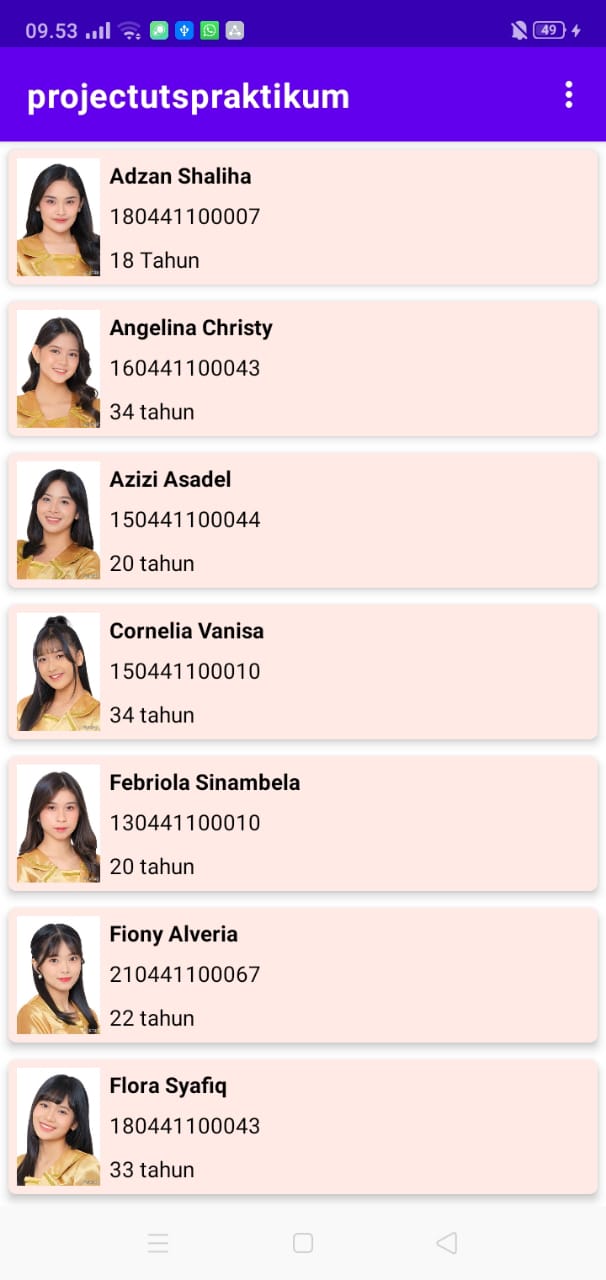 09.53 49
projectutspraktikum
Adzan Shaliha
180441100007
18 Tahun
Angelina Christy
160441100043
34 tahun
Azizi Asadel
150441100044
20 tahun
Cornelia Vanisa
150441100010
34 tahun
Febriola Sinambela
130441100010
20 tahun
Fiony Alveria
210441100067
22 tahun
Flora Syafiq
180441100043
33 tahun